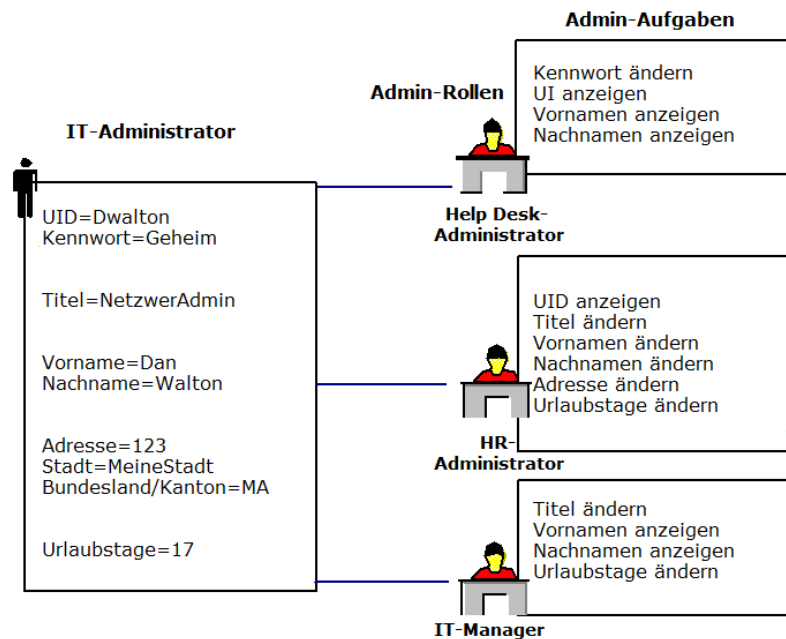 Admin-Aufgaben
Kennwort ändern
UI anzeigen
Vornamen anzeigen
Nachnamen anzeigen
Admin-Rollen
IT-Administrator
UID=Dwalton
Kennwort=Geheim
Titel=NetzwerAdmin
Vorname=Dan
Nachname=Walton
Adresse=123
Stadt=MeineStadt
Bundesland/Kanton=MA
Urlaubstage=17
Help Desk-
Administrator
UID anzeigen
Titel ändern
Vornamen ändern
Nachnamen ändern
Adresse ändern
Urlaubstage ändern
HR-
Administrator
Titel ändern
Vornamen anzeigen
Nachnamen anzeigen
Urlaubstage ändern
IT-Manager